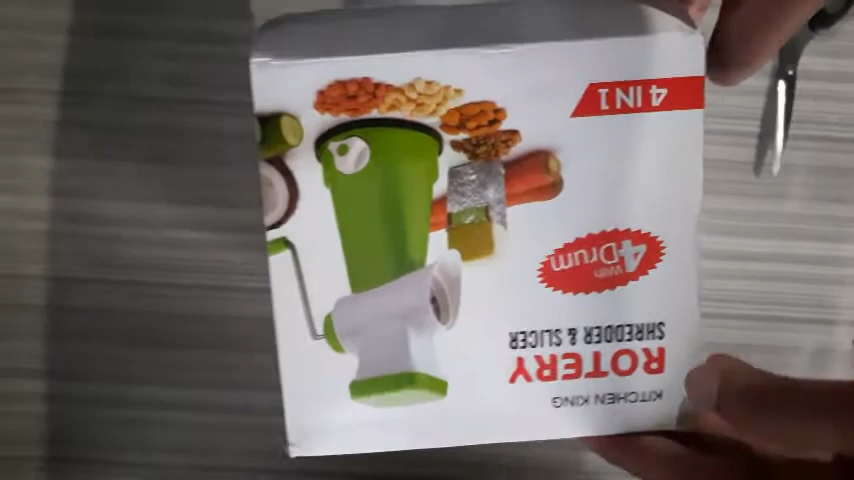 KITCHEN KING
ROTERY
SHREDDER & SLICER
With
4 Drum
4 IN 1